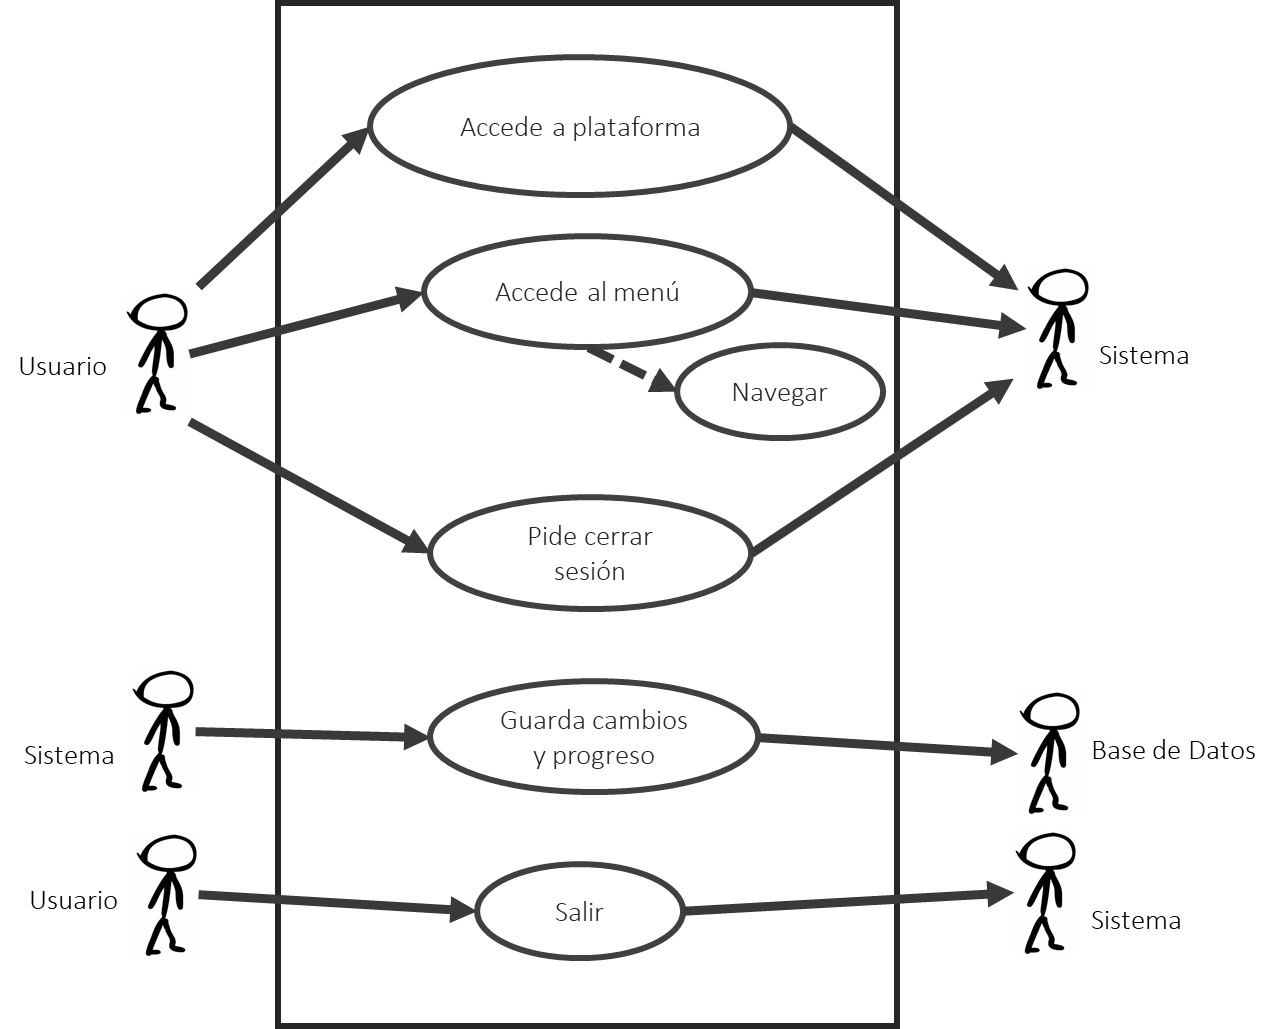 Accede a plataforma
Accede al menú
Usuario
Sistema
Navegar
Pide cerrar
sesión
Guarda cambios
y progreso
Sistema
Base de Datos
Usuario
Salir
Sistema